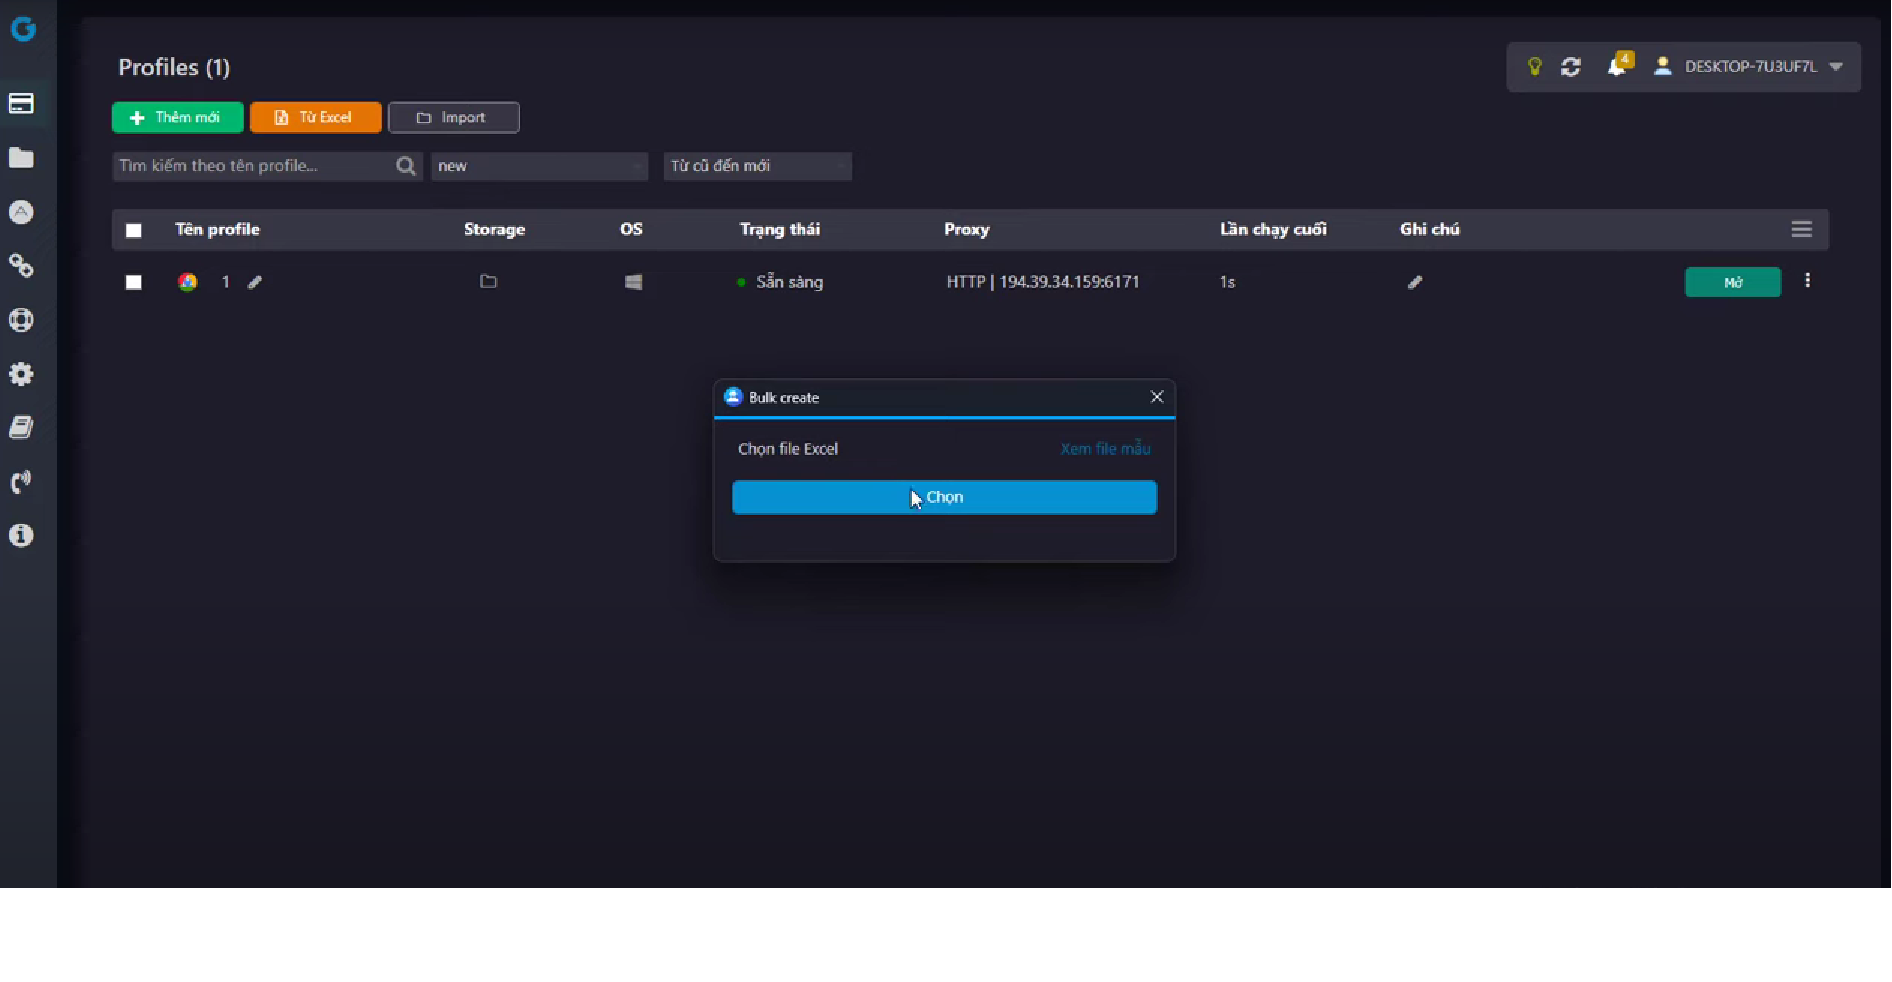 Profiles (1)
4
DESKTOP-7U3UF7L
Thêm mới
Từ Excel
Import
Tìm kiếm theo tên profile...
new
Từ cũ đến mới
Tên profile
Storage
OS
Trạng thái
Proxy
Lần chạy cuối
Ghi chú
1
Sẵn sàng
HTTP | 194.39.34.159:6171
1s
Mở
Bulk create
Chọn file Excel
Xem file mẫu
Chọn